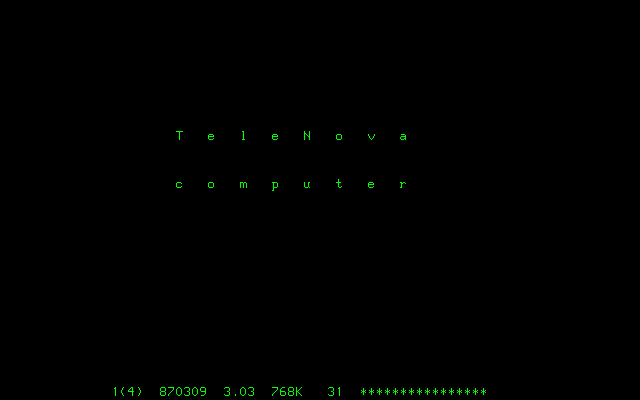 T e l e N o v a
c o m p u t e r
1(4) 870309 3.03 768K 31 ****************